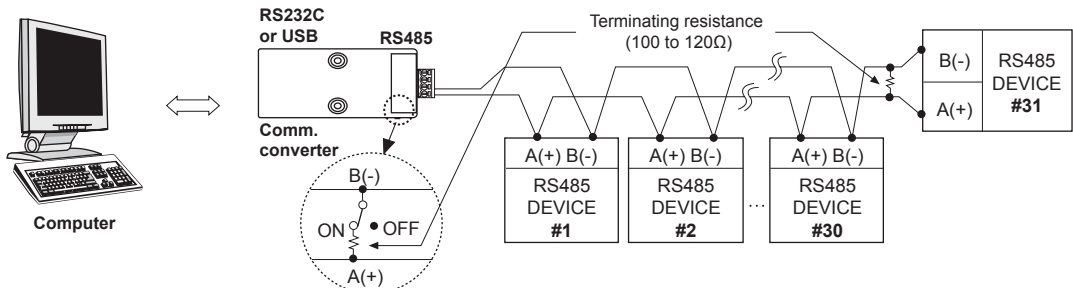 RS232C
or USB
RS485
Terminating resistance
(100 to 120Ω)
B(-)
A(+)
RS485
DEVICE
#31
Comm.
converter
Computer
B(-)
ON
OFF
A(+)
A(+) B(-)
RS485
DEVICE
#1
A(+) B(-)
RS485
DEVICE
#2
...
A(+) B(-)
RS485
DEVICE
#30